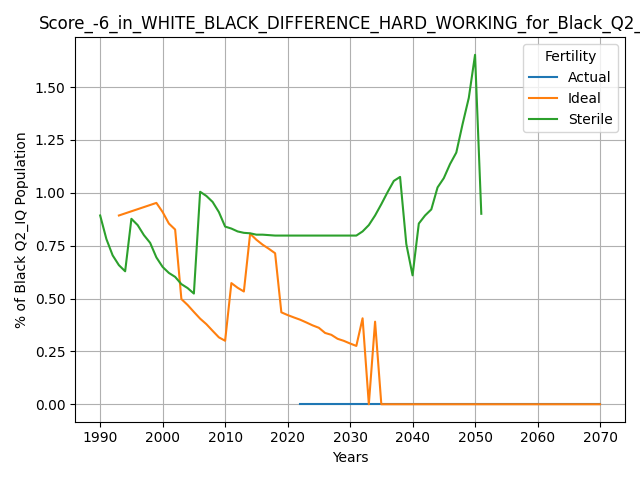 Score_-6_in_WHITE_BLACK_DIFFERENCE_HARD_WORKING_for_Black_Q2_
Fertility
Actual
Ideal
Sterile
% of Black Q2_IQ Population
1.50
1.25
1.00
0.75
0.50
0.25
0.00
1990 2000 2010 2020 2030 2040 2050 2060 2070
Years